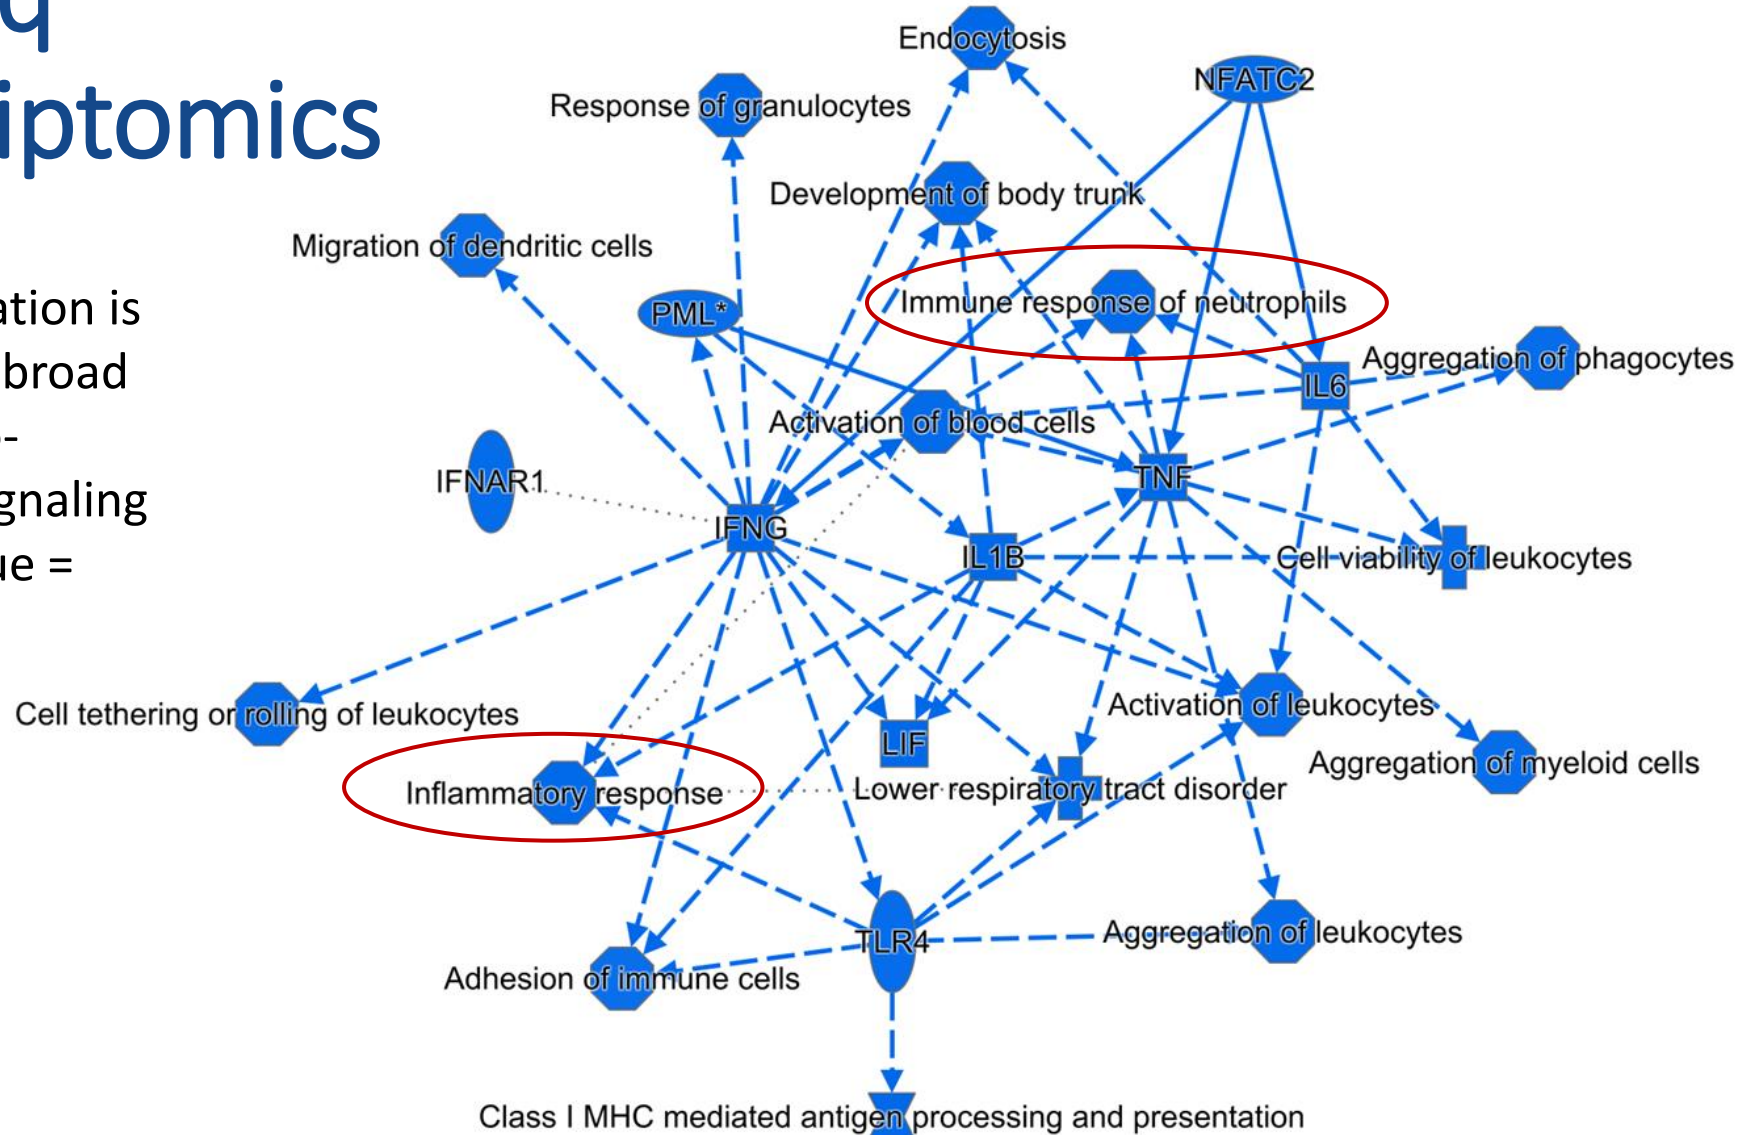 q
iptomics
ation is
broad
-
gnaling
ue =
Endocytosis
NFATC2
Response of granulocytes
Development of body trunk
Migration of dendritic cells
Immune response of neutrophils
PML*
Aggregation of phagocytes
IL6
Activation of blood cells
IFNAR1
TNF
IFNG
IL1B
Cell viability of leukocytes
Cell tethering or rolling of leukocytes
Activation of leukocytes
LIF
Aggregation of myeloid cells
Inflammatory response
Lower respiratory tract disorder
TLR4
Aggregation of leukocytes
Adhesion of immune cells
Class I MHC mediated antigen processing and presentation